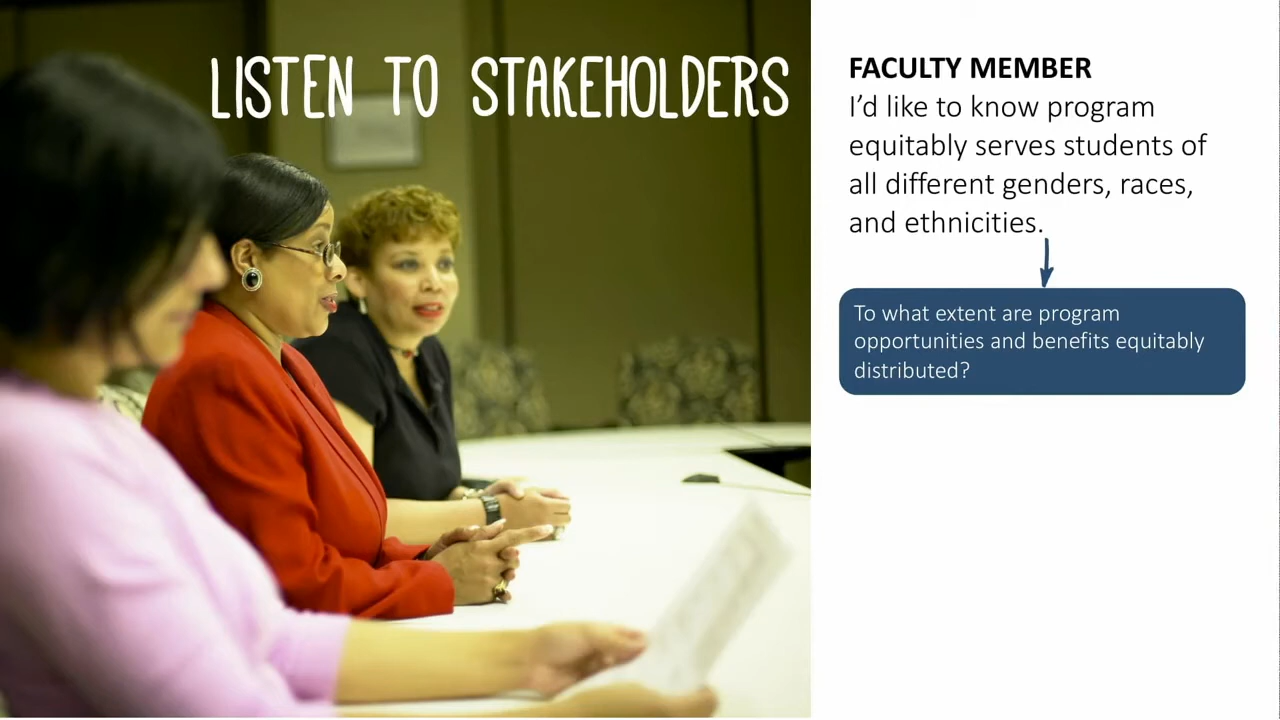 LISTEN TO STAKEHOLDERS
FACULTY MEMBER
I’d like to know program
equitably serves students of
all different genders, races,
and ethnicities.
To what extent are program
opportunities and benefits equitably
distributed?